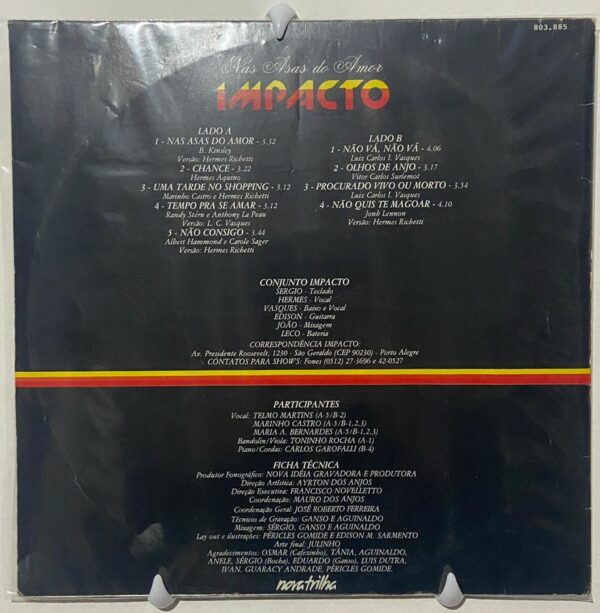 803.885
Nas Asas do Amor
IMPACTO
LADO A
1 - NAS ASAS DO AMOR - 3.32
B. Kinsley
Versão: Hermes Richetti
2 - CHANCE - 3.22
Hermes Aquino
3 - UMA TARDE NO SHOPPING - 3.12
Marinho Castro e Hermes Richetti
4 - TEMPO PRA SE AMAR - 3.12
Randy Stern e Anthony La Peau
Versão: L. C. Vasques
5 - NÃO CONSIGO - 3.44
Albert Hammond e Carole Sager
Versão: Hermes Richetti
LADO B
1 - NÃO VÁ, NÃO VÁ - 4.06
Luiz Carlos I. Vasques
2 - OLHOS DE ANJO - 3.17
Vitor Carlos Surlemot
3 - PROCURADO VIVO OU MORTO - 3.54
Luiz Carlos I. Vasques
4 - NÃO QUIS TE MAGOAR - 4.10
Jonh Lennon
Versão: Hermes Richetti
CONJUNTO IMPACTO
SERGIO - Teclado
HERMES - Vocal
VASQUES - Baixo e Vocal
EDISON - Guitarra
JOÃO - Mixagem
LECO - Bateria
CORRESPONDÊNCIA IMPACTO:
Av. Presidente Roosevelt, 1230 - São Geraldo (CEP 90230) - Porto Alegre
CONTATOS PARA SHOWS: Fones (0512) 27-3696 e 42-0527
PARTICIPANTES
Vocal: TELMO MARTINS (A-3/B-2)
MARINHO CASTRO (A-3/B-1,2,3)
MARIA A. BERNARDES (A-3/B-1,2,3)
Bandolin/Viola: TONINHO ROCHA (A-1)
Piano/Cordas: CARLOS GAROFALLI (B-4)
FICHA TÉCNICA
Produtor Fonográfico: NOVA IDÉIA GRAVADORA E PRODUTORA
Direção Artística: AYRTON DOS ANJOS
Direção Executiva: FRANCISCO NOVELLETTO
Coordenação: MAURO DOS ANJOS
Coordenação Geral: JOSÉ ROBERTO FERREIRA
Técnicos de Gravação: GANSO E AGUINALDO
Mixagem: SÉRGIO, GANSO E AGUINALDO
Lay out e ilustrações: PÉRICLES GOMIDE E EDISON M. SARMENTO
Arte final: JULINHO
Agradecimentos: OSMAR (Cafezinho), TÂNIA, AGUINALDO,
ANELE, SÉRGIO (Bocha), EDUARDO (Ganso), LUIS DUTRA,
IVAN, GUARACY ANDRADE, PÉRICLES GOMIDE.
novatrilha